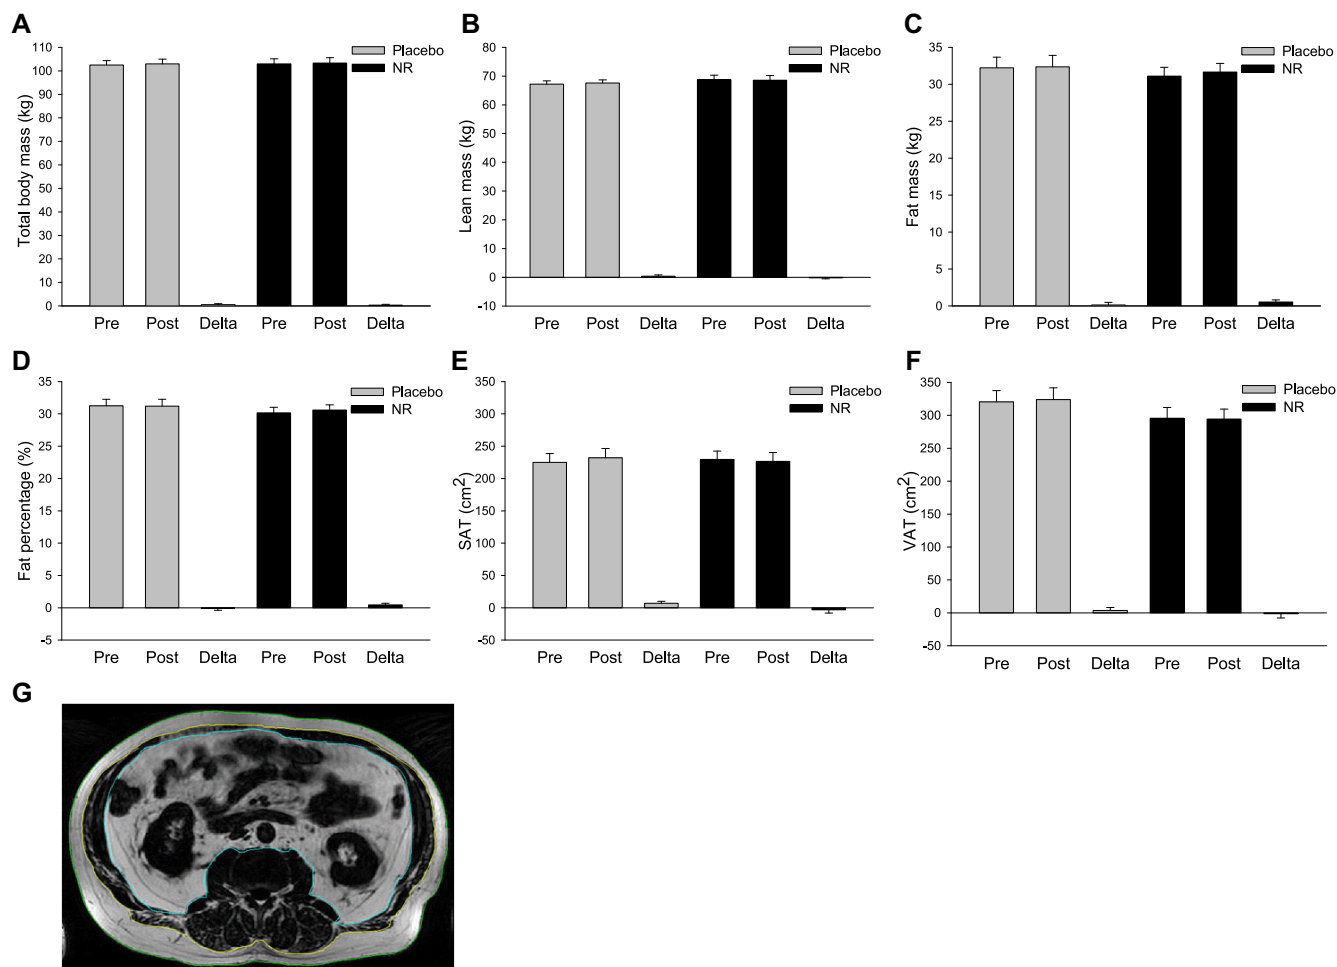 A
Placebo
NR
Total body mass (kg)
110
100
90
80
70
60
50
40
30
20
10
0
Pre Post Delta Pre Post Delta
B
Placebo
NR
Lean mass (kg)
80
70
60
50
40
30
20
10
0
-10
Pre Post Delta Pre Post Delta
C
Placebo
NR
Fat mass (kg)
35
30
25
20
15
10
5
0
Pre Post Delta Pre Post Delta
D
Placebo
NR
Fat percentage (%)
35
30
25
20
15
10
5
0
-5
Pre Post Delta Pre Post Delta
E
Placebo
NR
SAT (cm²)
350
300
250
200
150
100
50
0
-50
Pre Post Delta Pre Post Delta
F
Placebo
NR
VAT (cm²)
350
300
250
200
150
100
50
0
-50
Pre Post Delta Pre Post Delta
G